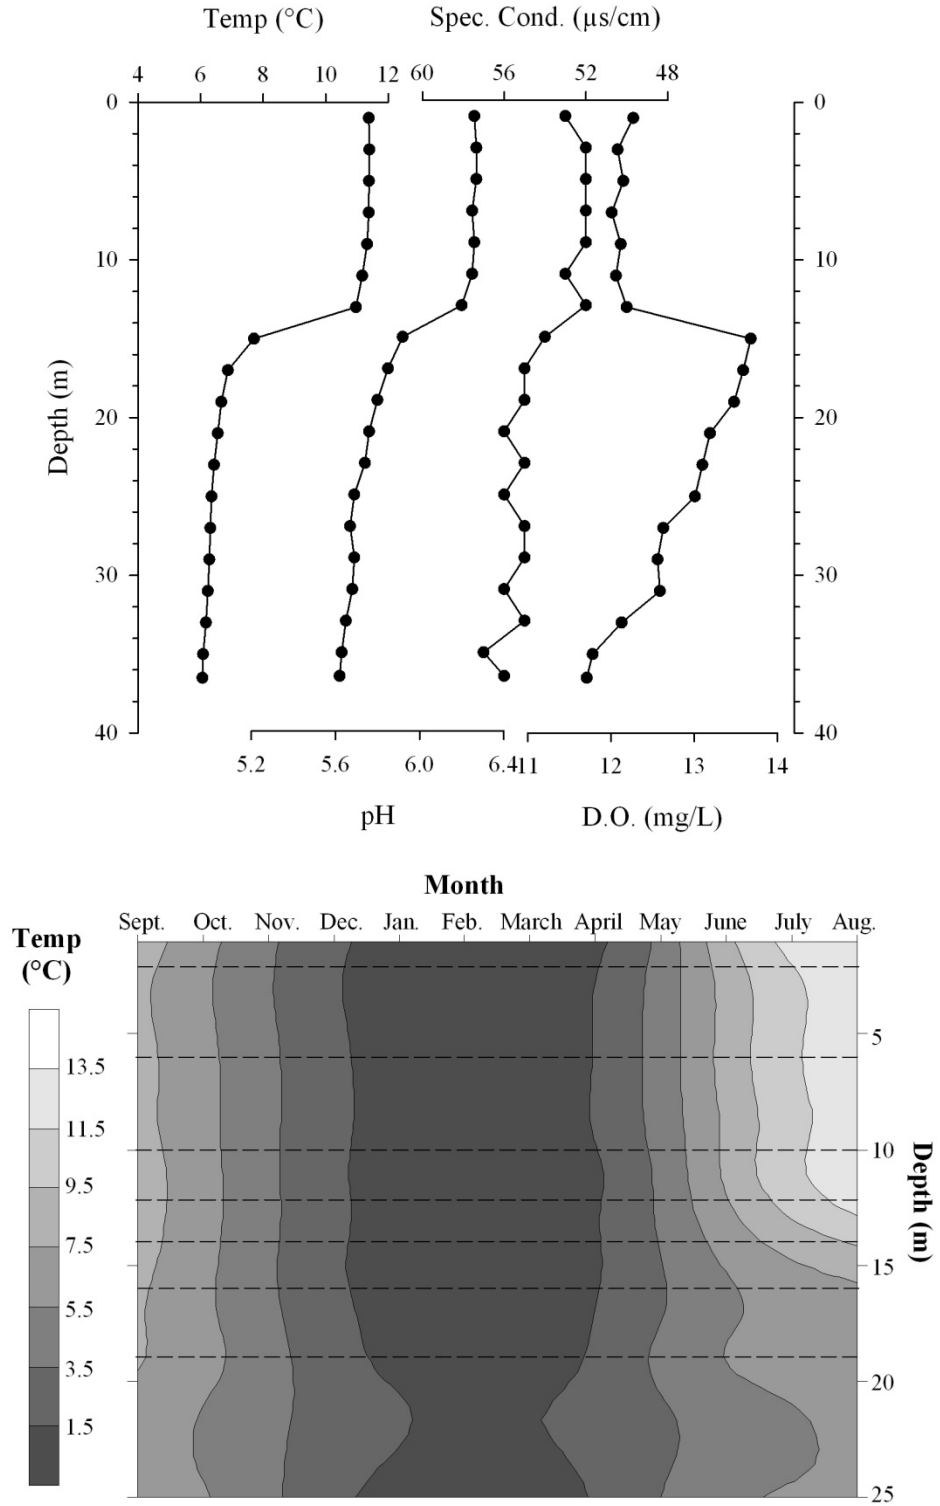 Temp (°C) Spec. Cond. (µs/cm)
4 6 8 10 12 60 56 52 48
0 0
10 10
20 20
30 30
40 40
Depth (m)
5.2 5.6 6.0 6.4 11 12 13 14
pH D.O. (mg/L)
Month
Sept. Oct. Nov. Dec. Jan. Feb. March April May June July Aug.
Temp
(°C)
13.5
11.5
9.5
7.5
5.5
3.5
1.5
5
10
15
20
25
Depth (m)